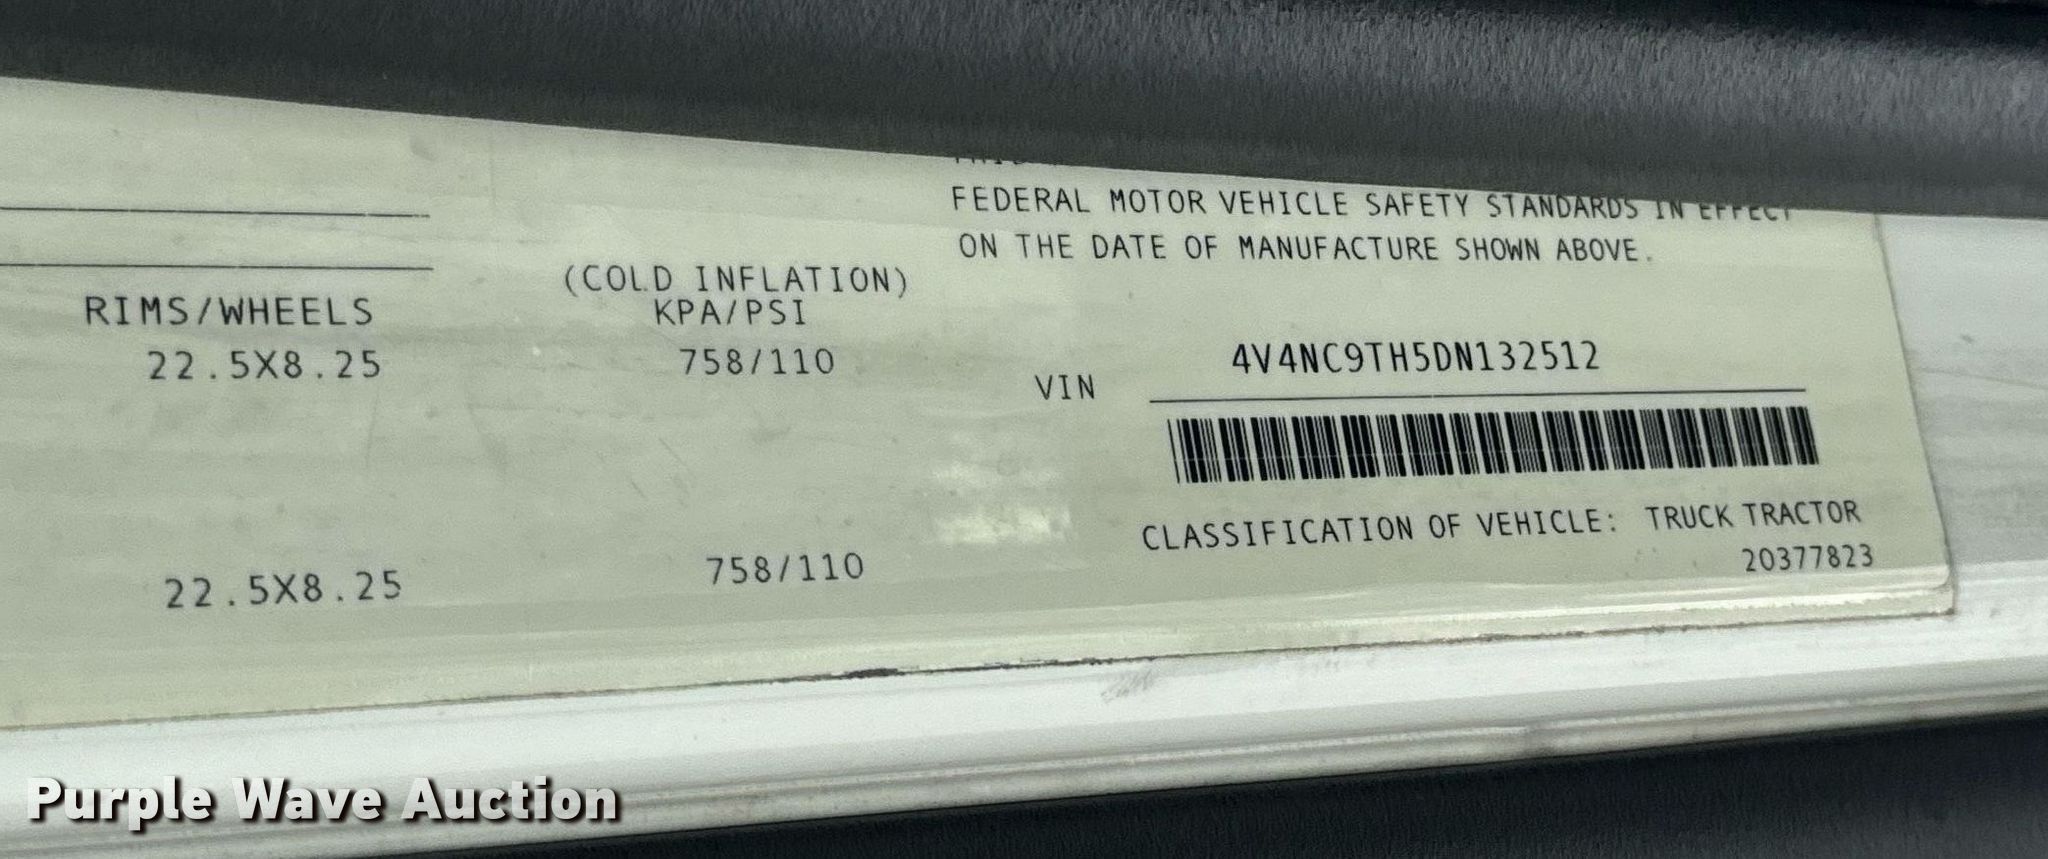 FEDERAL MOTOR VEHICLE SAFETY STANDARDS IN EFFECT
ON THE DATE OF MANUFACTURE SHOWN ABOVE.
(COLD INFLATION)
RIMS/WHEELS KPA/PSI
22.5X8.25 758/110
VIN 4V4NC9TH5DN132512
CLASSIFICATION OF VEHICLE: TRUCK TRACTOR
22.5X8.25 758/110 20377823
Purple Wave Auction